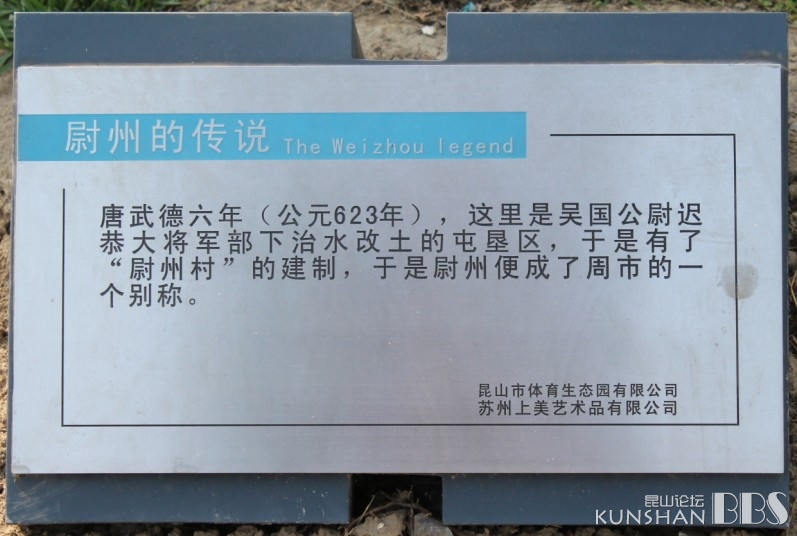 尉州的传说 The Weizhou legend
唐武德六年（公元623年），这里是吴国公尉迟
恭大将军部下治水改土的屯垦区，于是有了
“尉州村”的建制，于是尉州便成了周市的一
个别称。
昆山市体育生态园有限公司
苏州上美艺术品有限公司
昆山论坛
KUNSHAN BBS